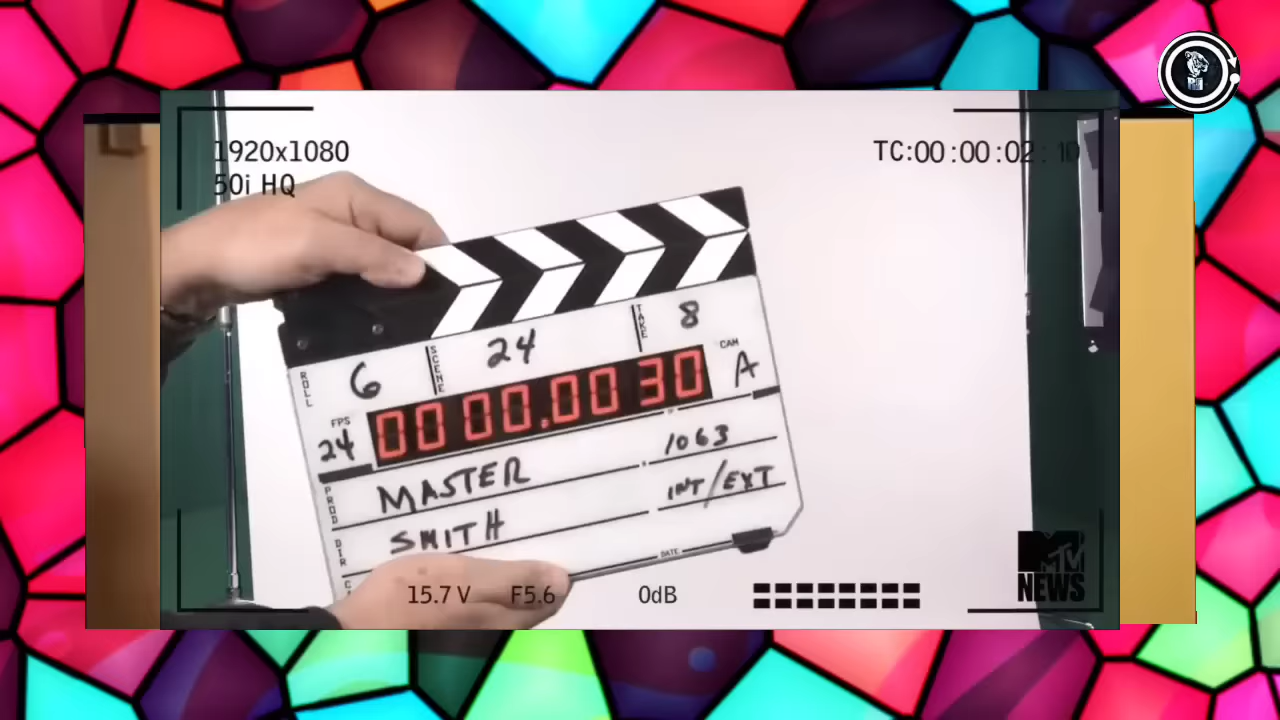 1920x1080
50i HQ
TC:00:00:02:10
ROLL
6
SCENE
24
TAKE
8
FPS
24
00 00.00 30
CAM
A
PROD
MASTER
1063
DIR
SMITH
INT/EXT
C
DATE
15.7 V F5.6 0dB
MTV
NEWS